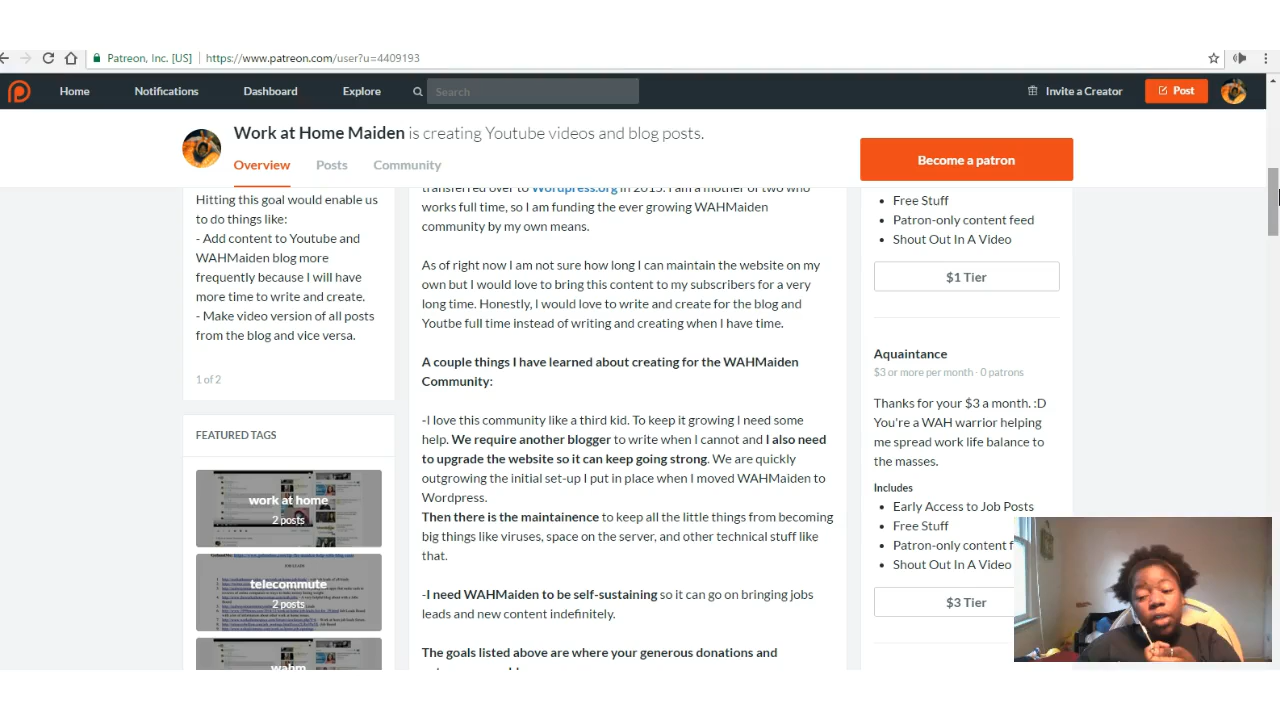 Patreon, Inc. [US] | https://www.patreon.com/user?u=4409193
Home Notifications Dashboard Explore Search Invite a Creator Post
Work at Home Maiden is creating Youtube videos and blog posts.
Overview Posts Community
Become a patron
Hitting this goal would enable us
to do things like:
- Add content to Youtube and
WAHMaiden blog more
frequently because I will have
more time to write and create.
- Make video version of all posts
from the blog and vice versa.
1 of 2
FEATURED TAGS
work at home
2 posts
telecommute
2 posts
wahm
transferred over to Wordpress.org in 2015. I am a mother of two who
works full time, so I am funding the ever growing WAHMaiden
community by my own means.
As of right now I am not sure how long I can maintain the website on my
own but I would love to bring this content to my subscribers for a very
long time. Honestly, I would love to write and create for the blog and
Youtbe full time instead of writing and creating when I have time.
A couple things I have learned about creating for the WAHMaiden
Community:
-I love this community like a third kid. To keep it growing I need some
help. We require another blogger to write when I cannot and I also need
to upgrade the website so it can keep going strong. We are quickly
outgrowing the initial set-up I put in place when I moved WAHMaiden to
Wordpress.
Then there is the maintainence to keep all the little things from becoming
big things like viruses, space on the server, and other technical stuff like
that.
-I need WAHMaiden to be self-sustaining so it can go on bringing jobs
leads and new content indefinitely.
The goals listed above are where your generous donations and
Free Stuff
Patron-only content feed
Shout Out In A Video
$1 Tier
Aquaintance
$3 or more per month · 0 patrons
Thanks for your $3 a month. :D
You're a WAH warrior helping
me spread work life balance to
the masses.
Includes
Early Access to Job Posts
Free Stuff
Patron-only content f
Shout Out In A Video
$3 Tier